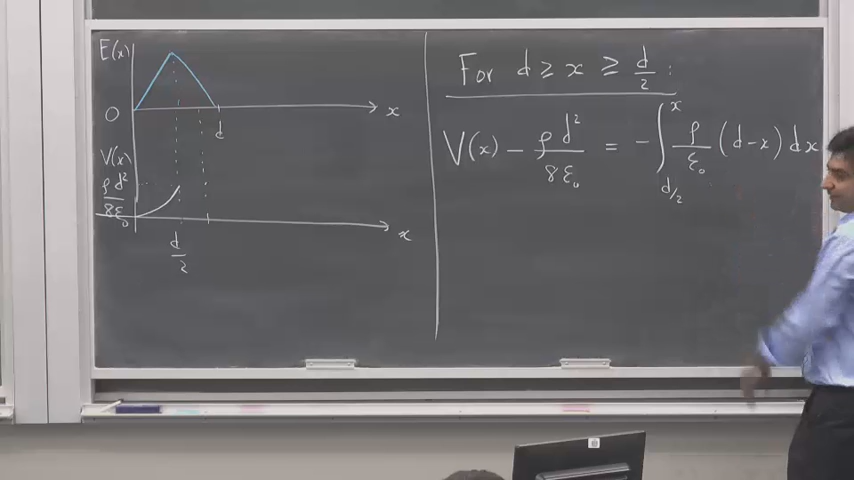 E(x)
0
x
d
V(x)
ρd²/8ε₀
x
d/2
For d ≥ x ≥ d/2 :
V(x) - ρd²/8ε₀ = - ∫_{d/2}^{x} ρ/ε₀ (d-x) dx